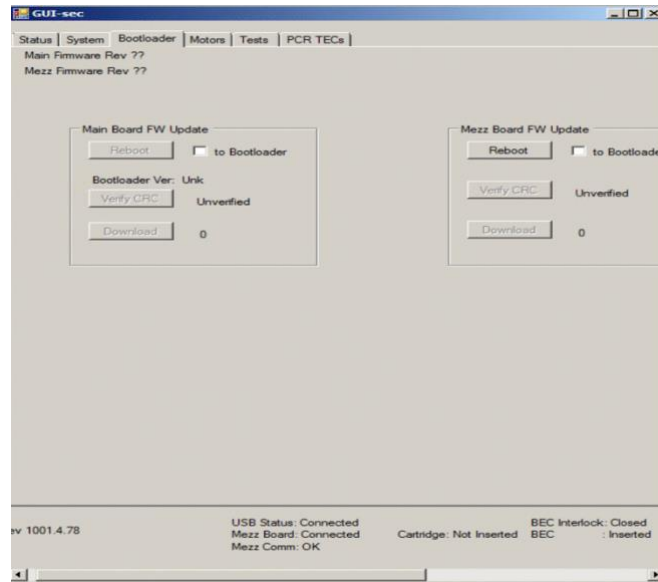 GUI-sec
Status System Bootloader Motors Tests PCR TECs
Main Firmware Rev ??
Mezz Firmware Rev ??
Main Board FW Update
Reboot to Bootloader
Bootloader Ver: Unk
Verify CRC Unverified
Download 0
Mezz Board FW Update
Reboot to Bootloade
Verify CRC Unverified
Download 0
ev 1001.4.78
USB Status: Connected
Mezz Board: Connected
Mezz Comm: OK
Cartridge: Not Inserted
BEC Interlock: Closed
BEC : Inserted